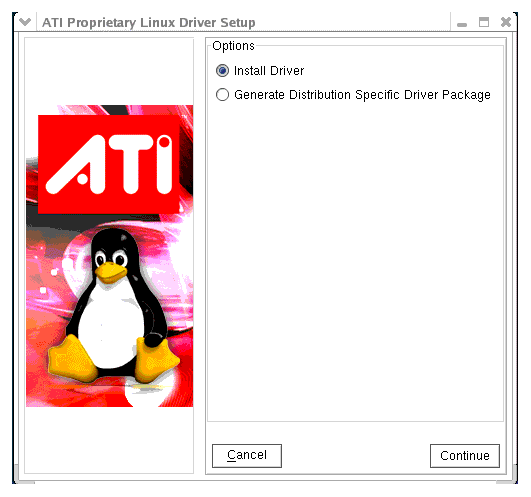 ATI Proprietary Linux Driver Setup
Options
Install Driver
Generate Distribution Specific Driver Package
ATI
Cancel
Continue